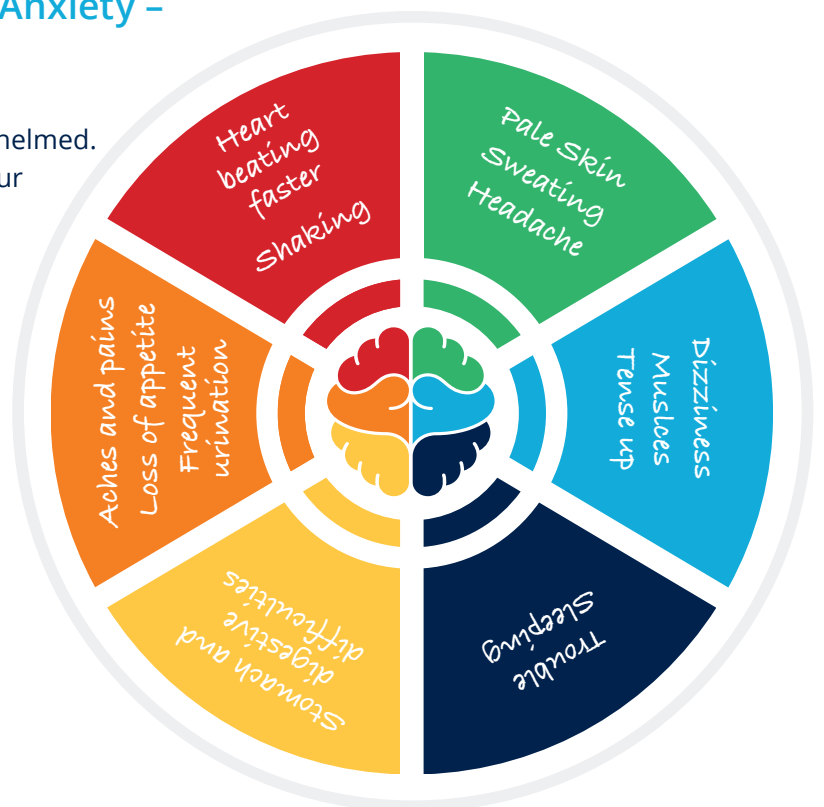 Anxiety –
helmed.
ur
Heart
beating
faster
Shaking
Pale Skin
Sweating
Headache
Dizziness
Muslces
Tense up
Trouble
Sleeping
Stomach and
digestive
difficulties
Aches and pains
Loss of appetite
Frequent
urination